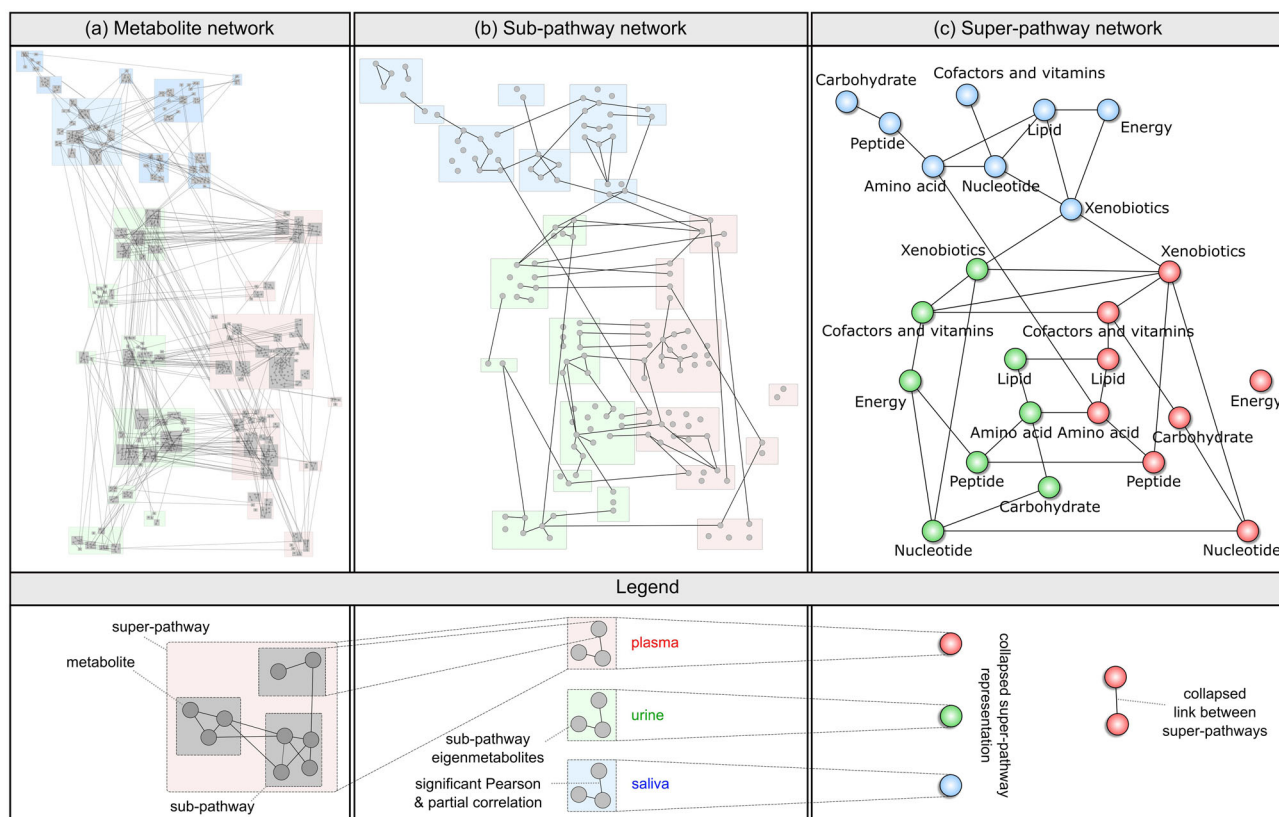 (a) Metabolite network
(b) Sub-pathway network
(c) Super-pathway network
Carbohydrate
Cofactors and vitamins
Peptide
Lipid
Energy
Amino acid
Nucleotide
Xenobiotics
Xenobiotics
Xenobiotics
Cofactors and vitamins
Cofactors and vitamins
Lipid
Lipid
Energy
Energy
Amino acid
Amino acid
Carbohydrate
Peptide
Peptide
Carbohydrate
Nucleotide
Nucleotide
Legend
super-pathway
metabolite
sub-pathway
plasma
urine
sub-pathway
eigenmetabolites
significant Pearson
& partial correlation
saliva
collapsed super-pathway
representation
collapsed
link between
super-pathways